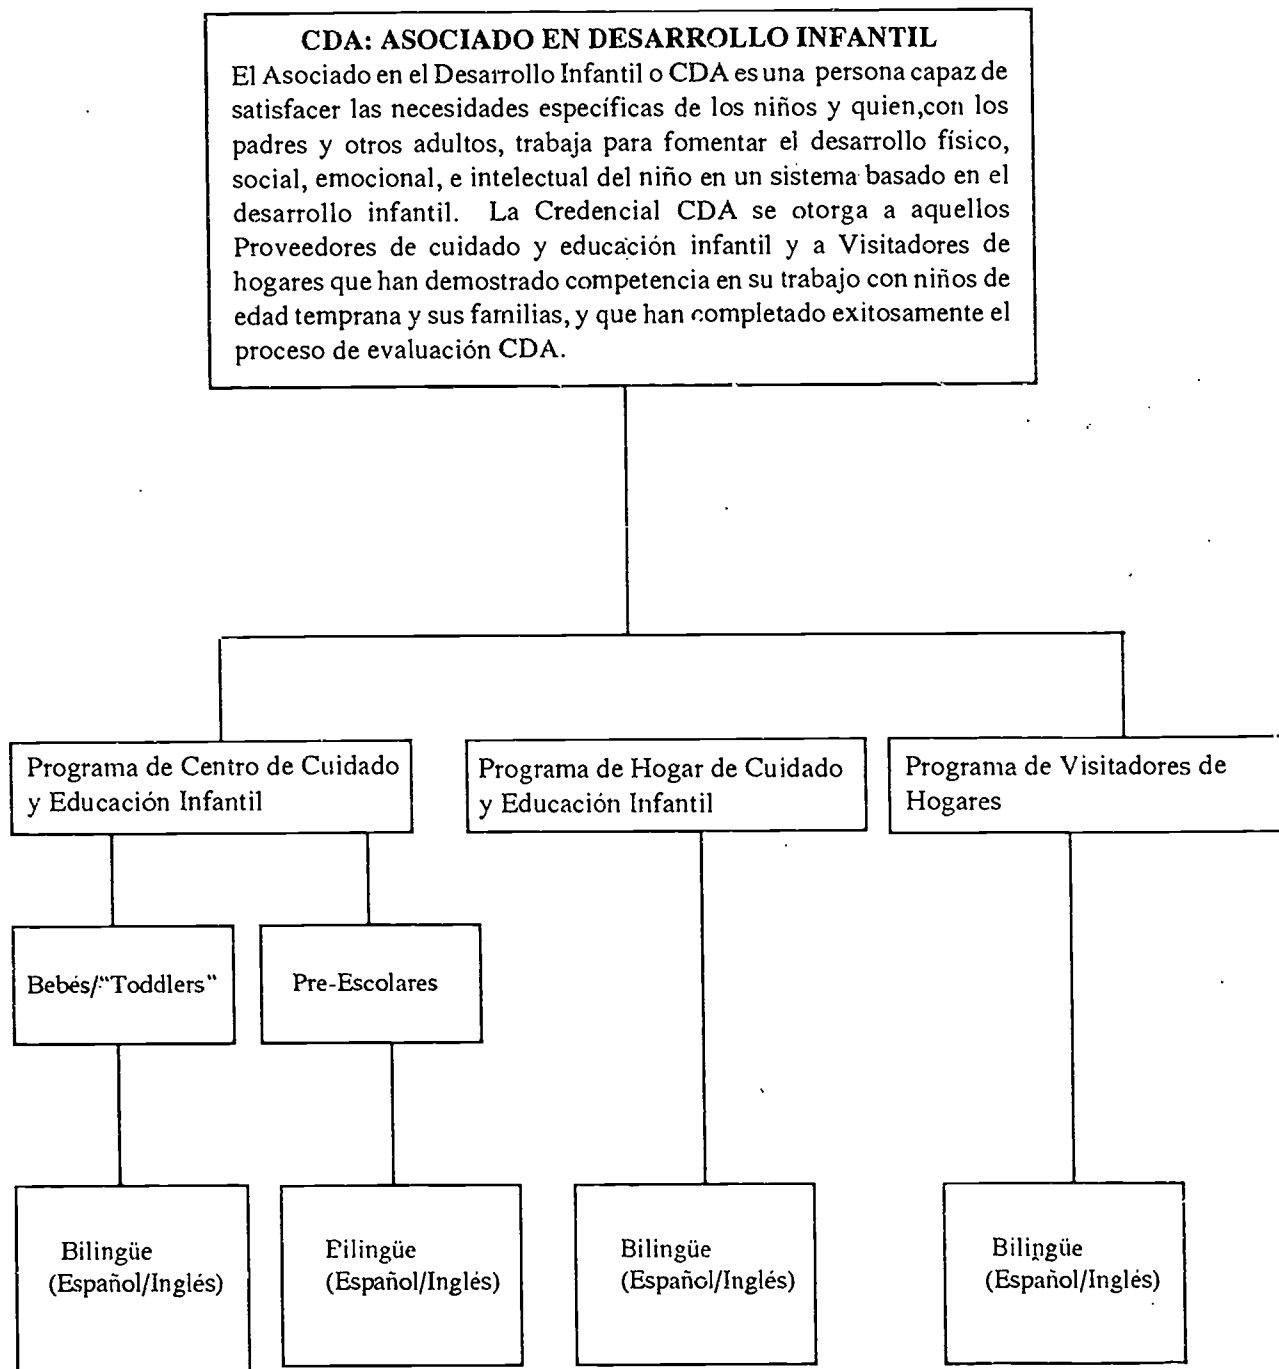 CDA: ASOCIADO EN DESARROLLO INFANTIL
El Asociado en el Desarrollo Infantil o CDA es una persona capaz de
satisfacer las necesidades específicas de los niños y quien,con los
padres y otros adultos, trabaja para fomentar el desarrollo físico,
social, emocional, e intelectual del niño en un sistema basado en el
desarrollo infantil. La Credencial CDA se otorga a aquellos
Proveedores de cuidado y educación infantil y a Visitadores de
hogares que han demostrado competencia en su trabajo con niños de
edad temprana y sus familias, y que han completado exitosamente el
proceso de evaluación CDA.
Programa de Centro de Cuidado
y Educación Infantil
Programa de Hogar de Cuidado
y Educación Infantil
Programa de Visitadores de
Hogares
Bebés/"Toddlers"
Pre-Escolares
Bilingüe
(Español/Inglés)
Bilingüe
(Español/Inglés)
Bilingüe
(Español/Inglés)
Bilingüe
(Español/Inglés)